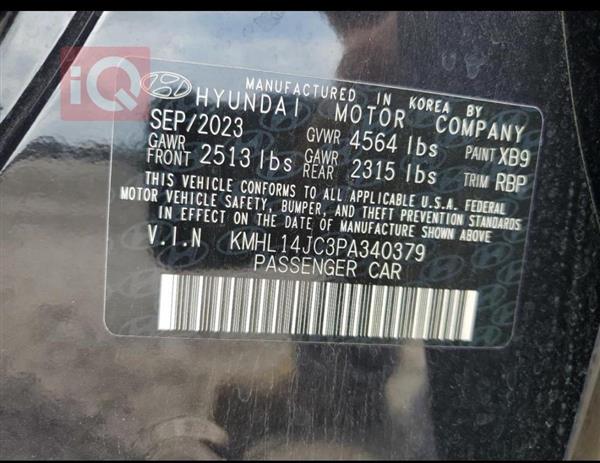 iQ
MANUFACTURED IN KOREA BY
HYUNDAI MOTOR COMPANY
SEP/2023 GVWR 4564 lbs PAINT XB9
GAWR FRONT 2513 lbs GAWR REAR 2315 lbs TRIM RBP
THIS VEHICLE CONFORMS TO ALL APPLICABLE U.S.A. FEDERAL
MOTOR VEHICLE SAFETY, BUMPER, AND THEFT PREVENTION STANDARDS
IN EFFECT ON THE DATE OF MANUFACTURE SHOWN ABOVE.
V.I.N KMHL14JC3PA340379
PASSENGER CAR